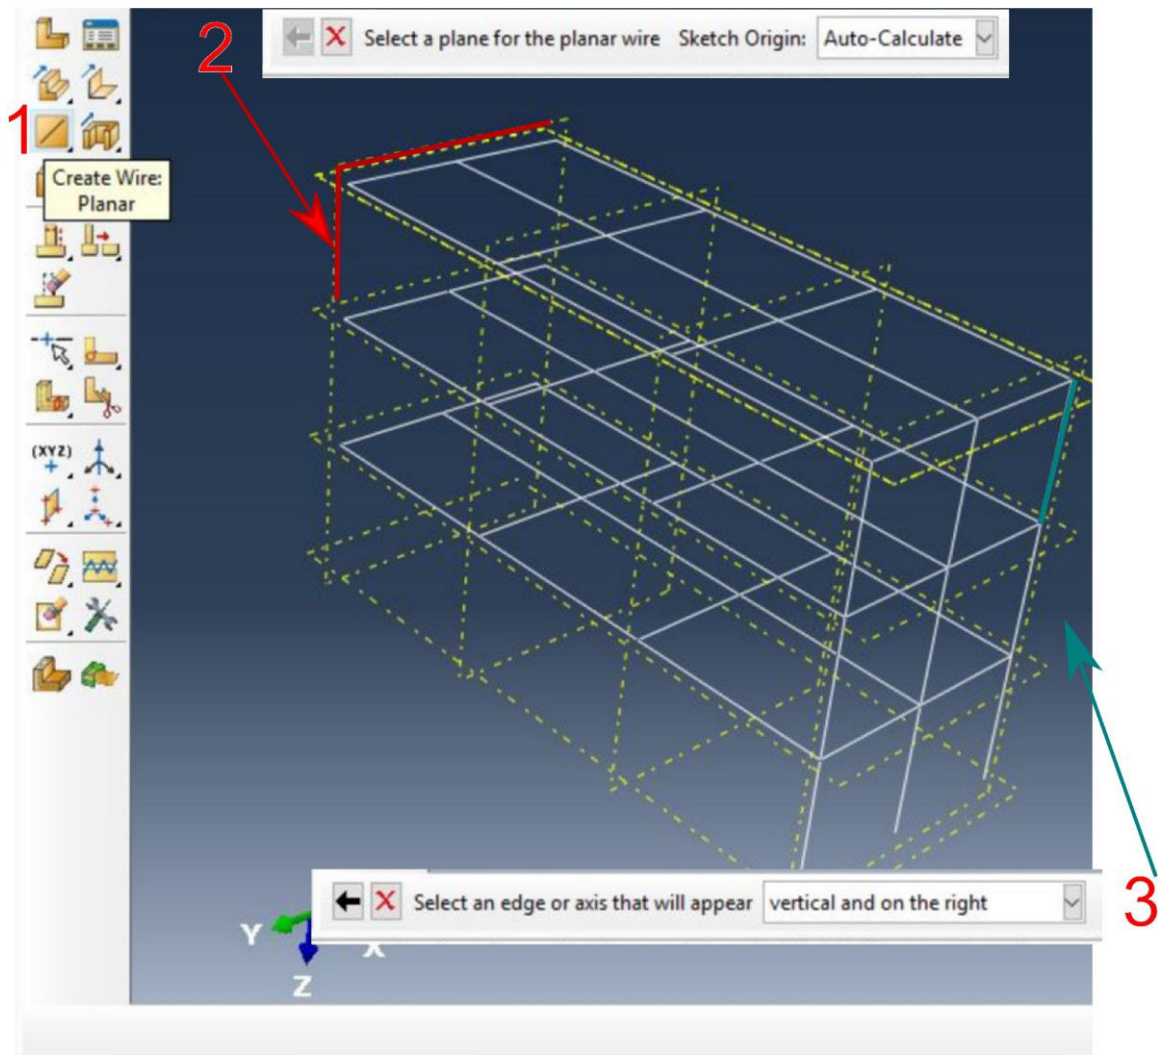 2
Select a plane for the planar wire Sketch Origin: Auto-Calculate
1
Create Wire:
Planar
(XYZ)
Select an edge or axis that will appear vertical and on the right
3
Y
X
Z